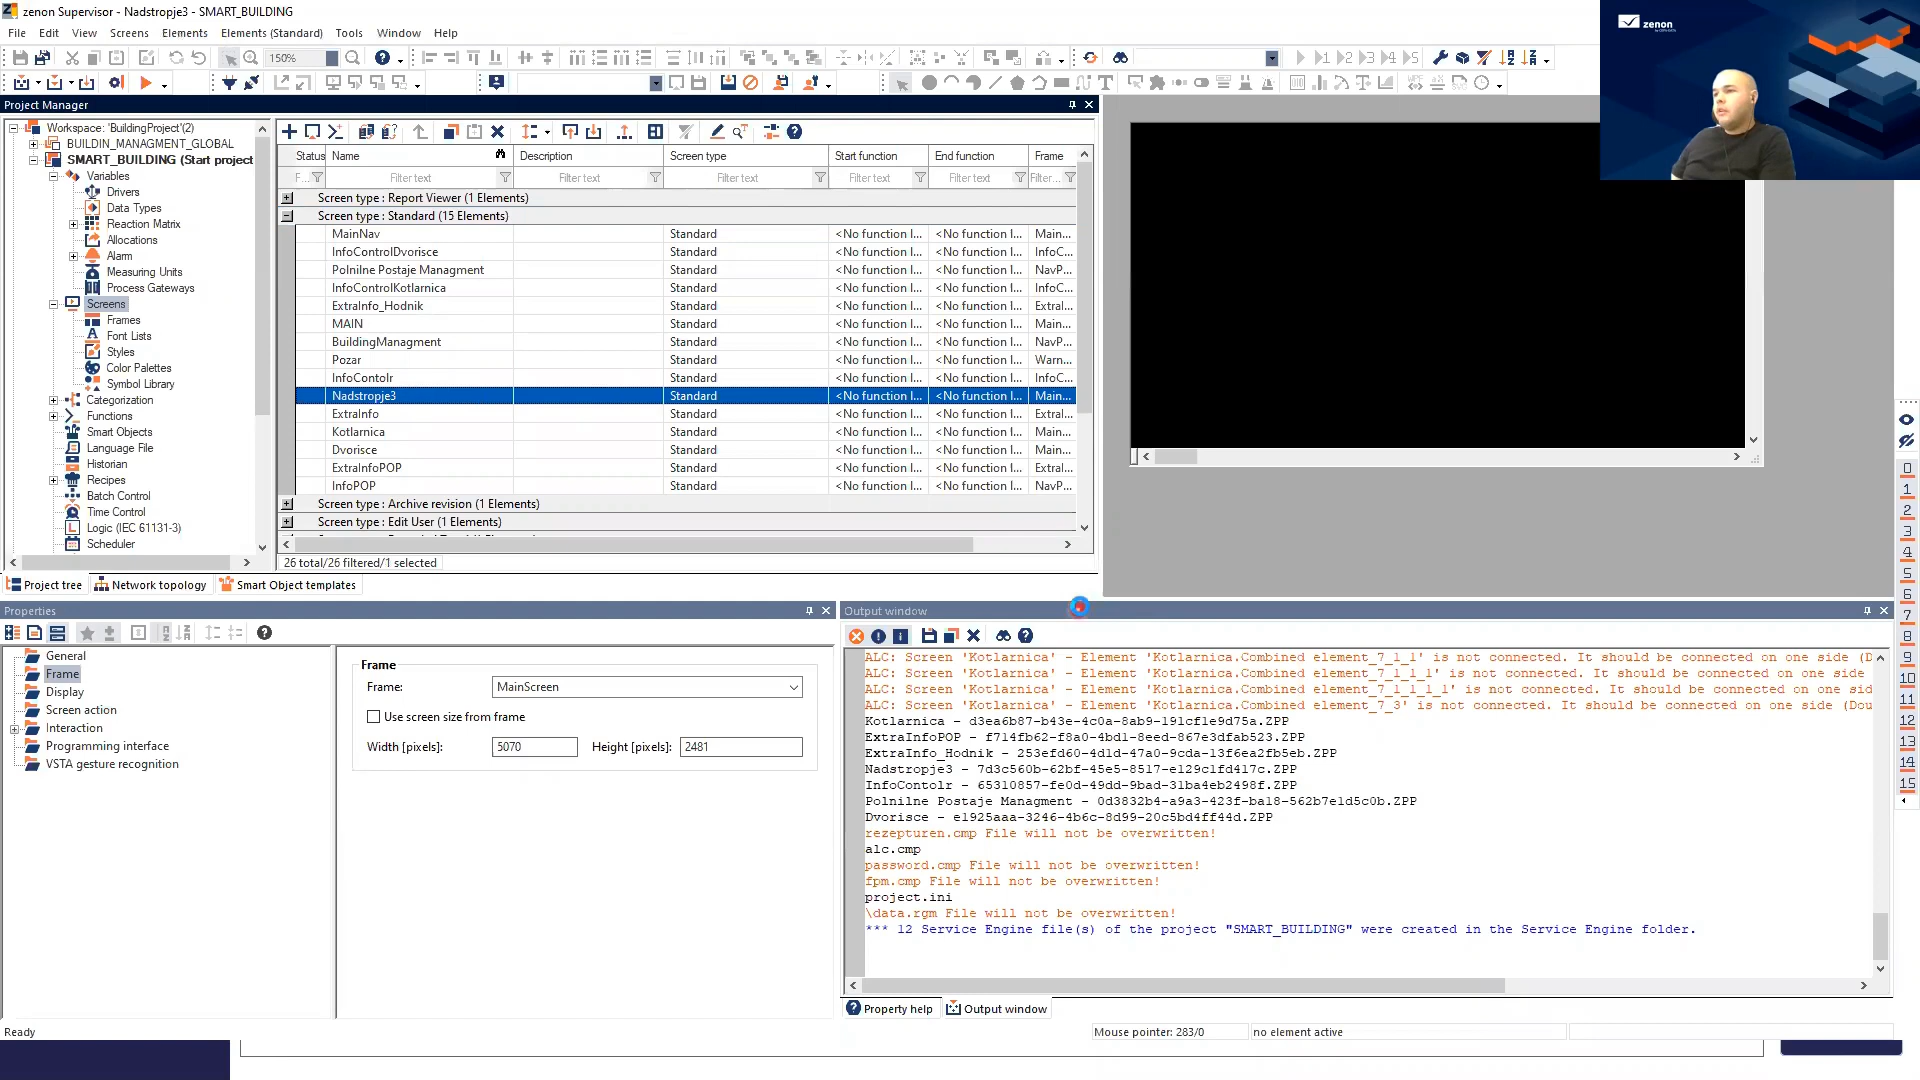 zenon Supervisor - Nadstropje3 - SMART_BUILDING
zenon
File Edit View Screens Elements Elements (Standard) Tools Window Help
150%
Project Manager
Workspace: 'BuildingProject'(2)
BUILDIN_MANAGMENT_GLOBAL
SMART_BUILDING (Start project
Variables
Drivers
Data Types
Reaction Matrix
Allocations
Alarm
Measuring Units
Process Gateways
Screens
Frames
Font Lists
Styles
Color Palettes
Symbol Library
Categorization
Functions
Smart Objects
Language File
Historian
Recipes
Batch Control
Time Control
Logic (IEC 61131-3)
Scheduler
Project tree Network topology Smart Object templates
Status Name Description Screen type Start function End function Frame
F... Filter text Filter text Filter text Filter text Filter text Filter...
Screen type : Report Viewer (1 Elements)
Screen type : Standard (15 Elements)
MainNav Standard <No function l... <No function l... Main...
InfoControlDvorisce Standard <No function l... <No function l... InfoC...
Polnilne Postaje Managment Standard <No function l... <No function l... NavP...
InfoControlKotlarnica Standard <No function l... <No function l... InfoC...
ExtraInfo_Hodnik Standard <No function l... <No function l... ExtraI...
MAIN Standard <No function l... <No function l... Main...
BuildingManagment Standard <No function l... <No function l... NavP...
Pozar Standard <No function l... <No function l... Warn...
InfoContolr Standard <No function l... <No function l... InfoC...
Nadstropje3 Standard <No function l... <No function l... Main...
ExtraInfo Standard <No function l... <No function l... ExtraI...
Kotlarnica Standard <No function l... <No function l... Main...
Dvorisce Standard <No function l... <No function l... Main...
ExtraInfoPOP Standard <No function l... <No function l... ExtraI...
InfoPOP Standard <No function l... <No function l... NavP...
Screen type : Archive revision (1 Elements)
Screen type : Edit User (1 Elements)
26 total/26 filtered/1 selected
Properties
General
Frame
Display
Screen action
Interaction
Programming interface
VSTA gesture recognition
Frame
Frame: MainScreen
Use screen size from frame
Width [pixels]: 5070 Height [pixels]: 2481
Output window
ALC: Screen 'Kotlarnica' - Element 'Kotlarnica.Combined element_7_1_1' is not connected. It should be connected on one side (D
ALC: Screen 'Kotlarnica' - Element 'Kotlarnica.Combined element_7_1_1_1' is not connected. It should be connected on one side
ALC: Screen 'Kotlarnica' - Element 'Kotlarnica.Combined element_7_1_1_1_1' is not connected. It should be connected on one sid
ALC: Screen 'Kotlarnica' - Element 'Kotlarnica.Combined element_7_3' is not connected. It should be connected on one side (Dou
Kotlarnica - d3ea6b87-b43e-4c0a-8ab9-191cf1e9d75a.ZPP
ExtraInfoPOP - f714fb62-f8a0-4bd1-8eed-867e3dfab523.ZPP
ExtraInfo_Hodnik - 253efd60-4d1d-47a0-9cda-13f6ea2fb5eb.ZPP
Nadstropje3 - 7d3c560b-62bf-45e5-8517-e129c1fd417c.ZPP
InfoContolr - 65310857-fe0d-49dd-9bad-31ba4eb2498f.ZPP
Polnilne Postaje Managment - 0d3832b4-a9a3-423f-ba18-562b7e1d5c0b.ZPP
Dvorisce - e1925aaa-3246-4b6c-8d99-20c5bd4ff44d.ZPP
rezepturen.cmp File will not be overwritten!
alc.cmp
password.cmp File will not be overwritten!
fpm.cmp File will not be overwritten!
project.ini
\data.rgm File will not be overwritten!
*** 12 Service Engine file(s) of the project "SMART_BUILDING" were created in the Service Engine folder.
Property help Output window
0
1
2
3
4
5
6
7
8
9
10
11
12
13
14
15
Ready
Mouse pointer: 283/0 no element active